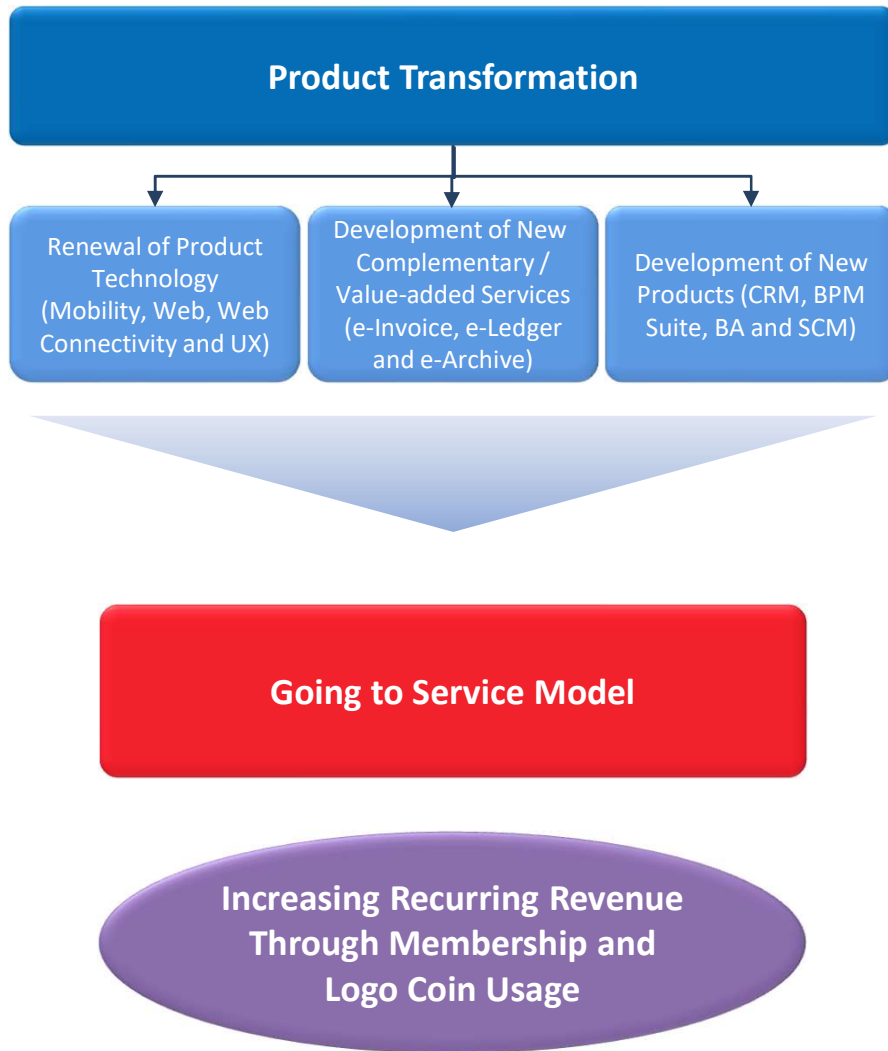 Product Transformation
Renewal of Product
Technology
(Mobility, Web, Web
Connectivity and UX)
Development of New
Complementary /
Value-added Services
(e-Invoice, e-Ledger
and e-Archive)
Development of New
Products (CRM, BPM
Suite, BA and SCM)
Going to Service Model
Increasing Recurring Revenue
Through Membership and
Logo Coin Usage